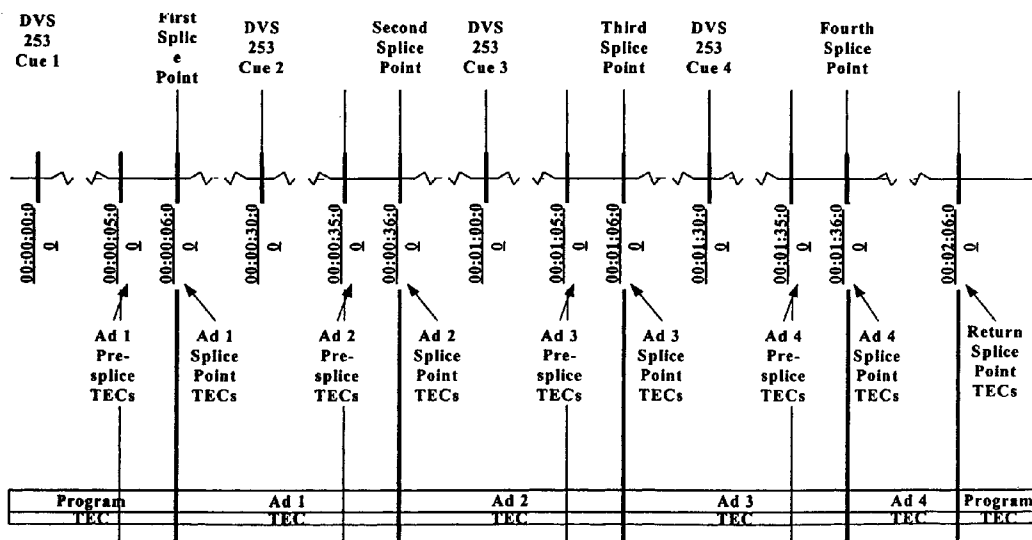 DVS
253
Cue 1
First
Splic
e
Point
DVS
253
Cue 2
Second
Splice
Point
DVS
253
Cue 3
Third
Splice
Point
DVS
253
Cue 4
Fourth
Splice
Point
00:00:00:0
0
00:00:05:0
0
00:00:06:0
0
00:00:30:0
0
00:00:35:0
0
00:00:36:0
0
00:01:00:0
0
00:01:05:0
0
00:01:06:0
0
00:01:30:0
0
00:01:35:0
0
00:01:36:0
0
00:02:06:0
0
Ad 1
Pre-
splice
TECs
Ad 1
Splice
Point
TECs
Ad 2
Pre-
splice
TECs
Ad 2
Splice
Point
TECs
Ad 3
Pre-
splice
TECs
Ad 3
Splice
Point
TECs
Ad 4
Pre-
splice
TECs
Ad 4
Splice
Point
TECs
Return
Splice
Point
TECs
Program Ad 1 Ad 2 Ad 3 Ad 4 Program
TEC TEC TEC TEC TEC TEC